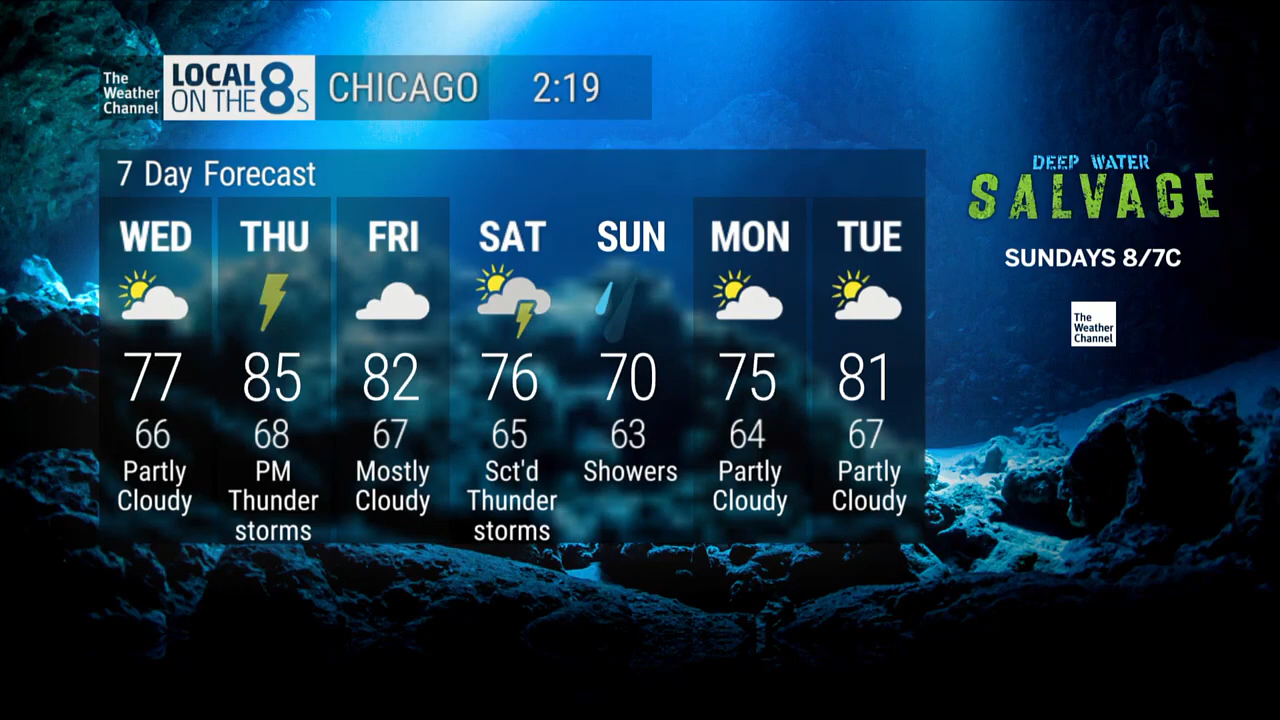 The
Weather
Channel
LOCAL
ON THE 8s
CHICAGO 2:19
7 Day Forecast
WED THU FRI SAT SUN MON TUE
77 85 82 76 70 75 81
66 68 67 65 63 64 67
Partly PM Mostly Sct'd Showers Partly Partly
Cloudy Thunder Cloudy Thunder Cloudy Cloudy
storms storms
DEEP WATER
SALVAGE
SUNDAYS 8/7C
The
Weather
Channel